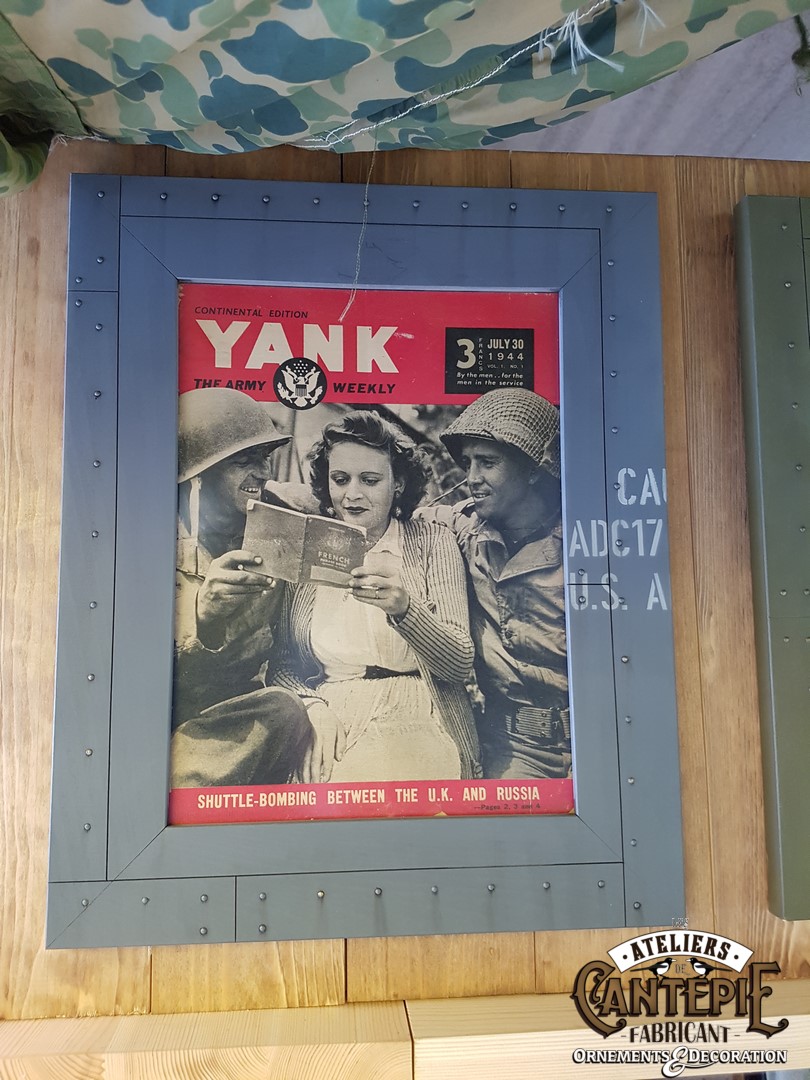 CONTINENTAL EDITION
YANK
THE ARMY WEEKLY
3 FRANCS
JULY 30
1944
VOL. 1, NO. 1
By the men . . for the
men in the service
FRENCH
CAU
ADC17
U.S. A
SHUTTLE-BOMBING BETWEEN THE U.K. AND RUSSIA
—Pages 2, 3 and 4
LES
ATELIERS
DE
CANTEPIE
-FABRICANT-
ORNEMENTS & DECORATION